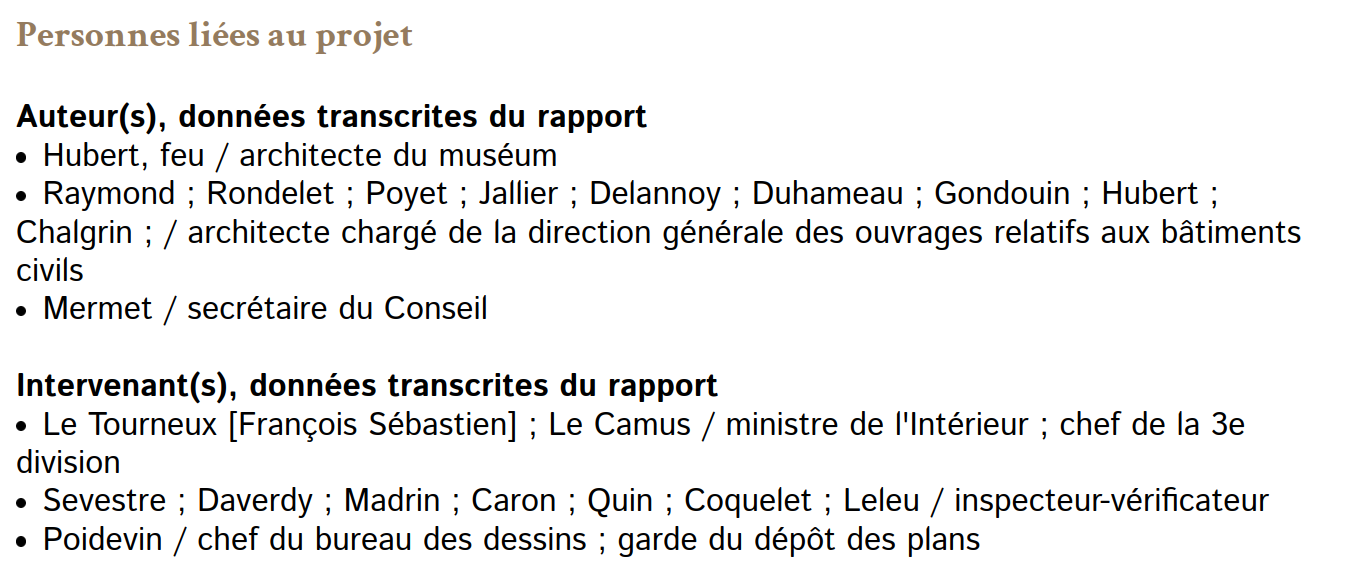 Personnes liées au projet
Auteur(s), données transcrites du rapport
• Hubert, feu / architecte du muséum
• Raymond ; Rondelet ; Poyet ; Jallier ; Delannoy ; Duhameau ; Gondouin ; Hubert ;
Chalgrin ; / architecte chargé de la direction générale des ouvrages relatifs aux bâtiments
civils
• Mermet / secrétaire du Conseil
Intervenant(s), données transcrites du rapport
• Le Tourneux [François Sébastien] ; Le Camus / ministre de l'Intérieur ; chef de la 3e
division
• Sevestre ; Daverdy ; Madrin ; Caron ; Quin ; Coquelet ; Leleu / inspecteur-vérificateur
• Poidevin / chef du bureau des dessins ; garde du dépôt des plans